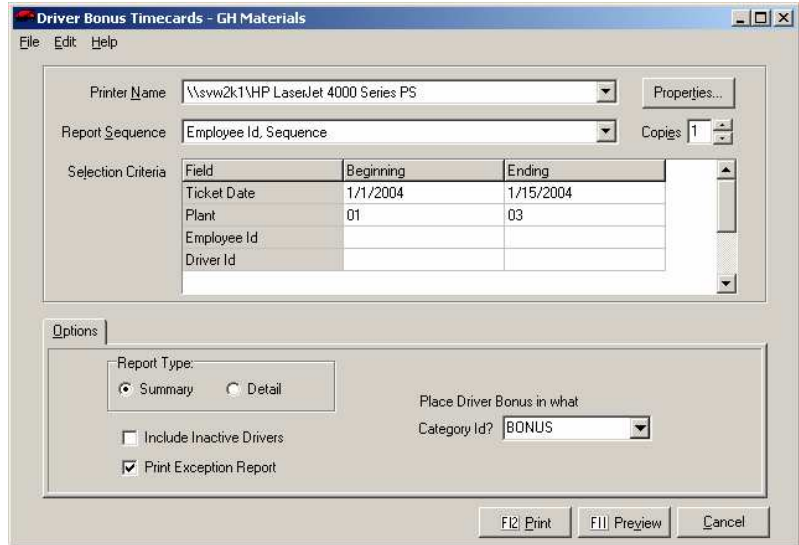 Driver Bonus Timecards - GH Materials
File Edit Help
Printer Name \\svw2k1\HP LaserJet 4000 Series PS Properties...
Report Sequence Employee Id, Sequence Copies 1
Selection Criteria Field Beginning Ending
Ticket Date 1/1/2004 1/15/2004
Plant 01 03
Employee Id
Driver Id
Options
Report Type:
Summary Detail
Place Driver Bonus in what
Category Id? BONUS
Include Inactive Drivers
Print Exception Report
F12 Print F11 Preview Cancel